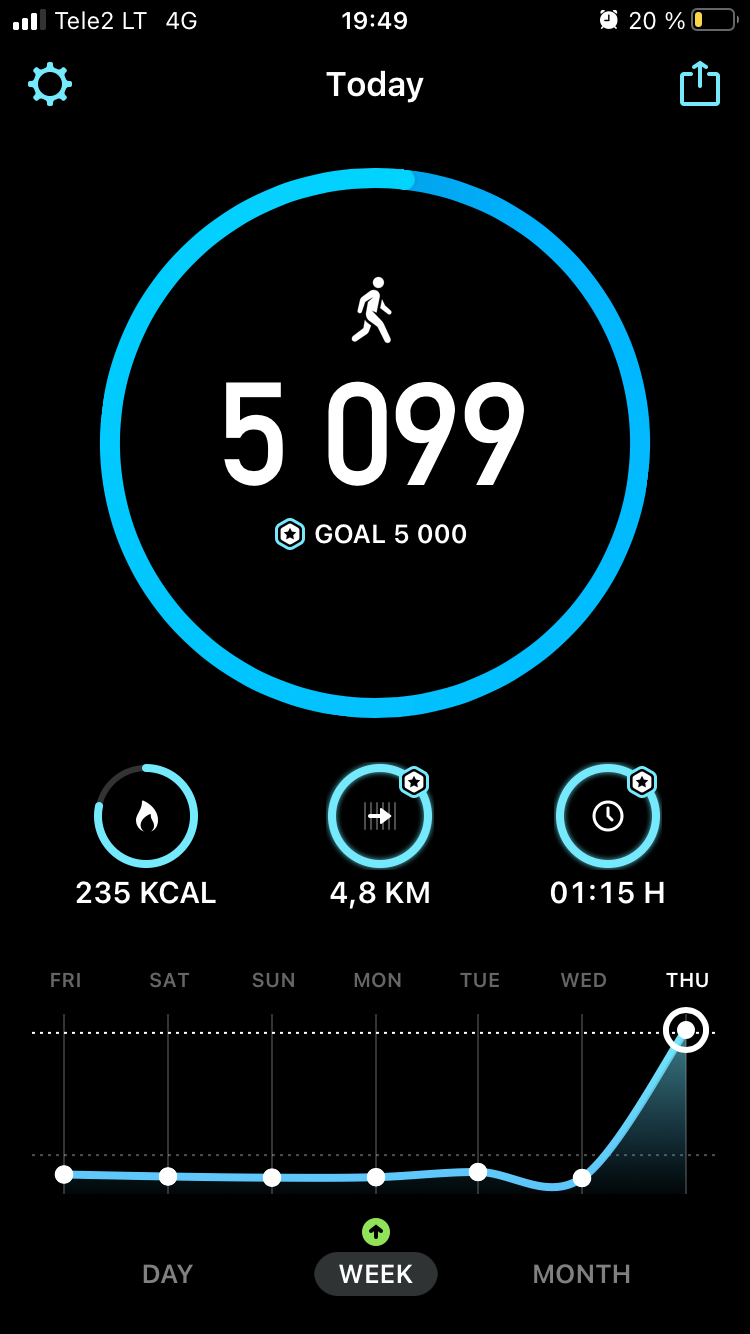 Tele2 LT 4G 19:49 20 %
Today
5 099
GOAL 5 000
235 KCAL 4,8 KM 01:15 H
FRI SAT SUN MON TUE WED THU
DAY WEEK MONTH